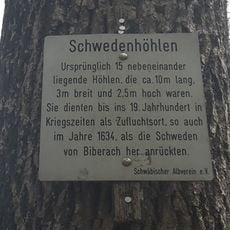 Schwedenhöhlen
Ursprünglich 15 nebeneinander
liegende Höhlen, die ca. 10m lang,
3m breit und 2,5m hoch waren.
Sie dienten bis ins 19. Jahrhundert in
Kriegszeiten als Zufluchtsort, so auch
im Jahre 1634, als die Schweden
von Biberach her anrückten.
Schwäbischer Albverein e.V.